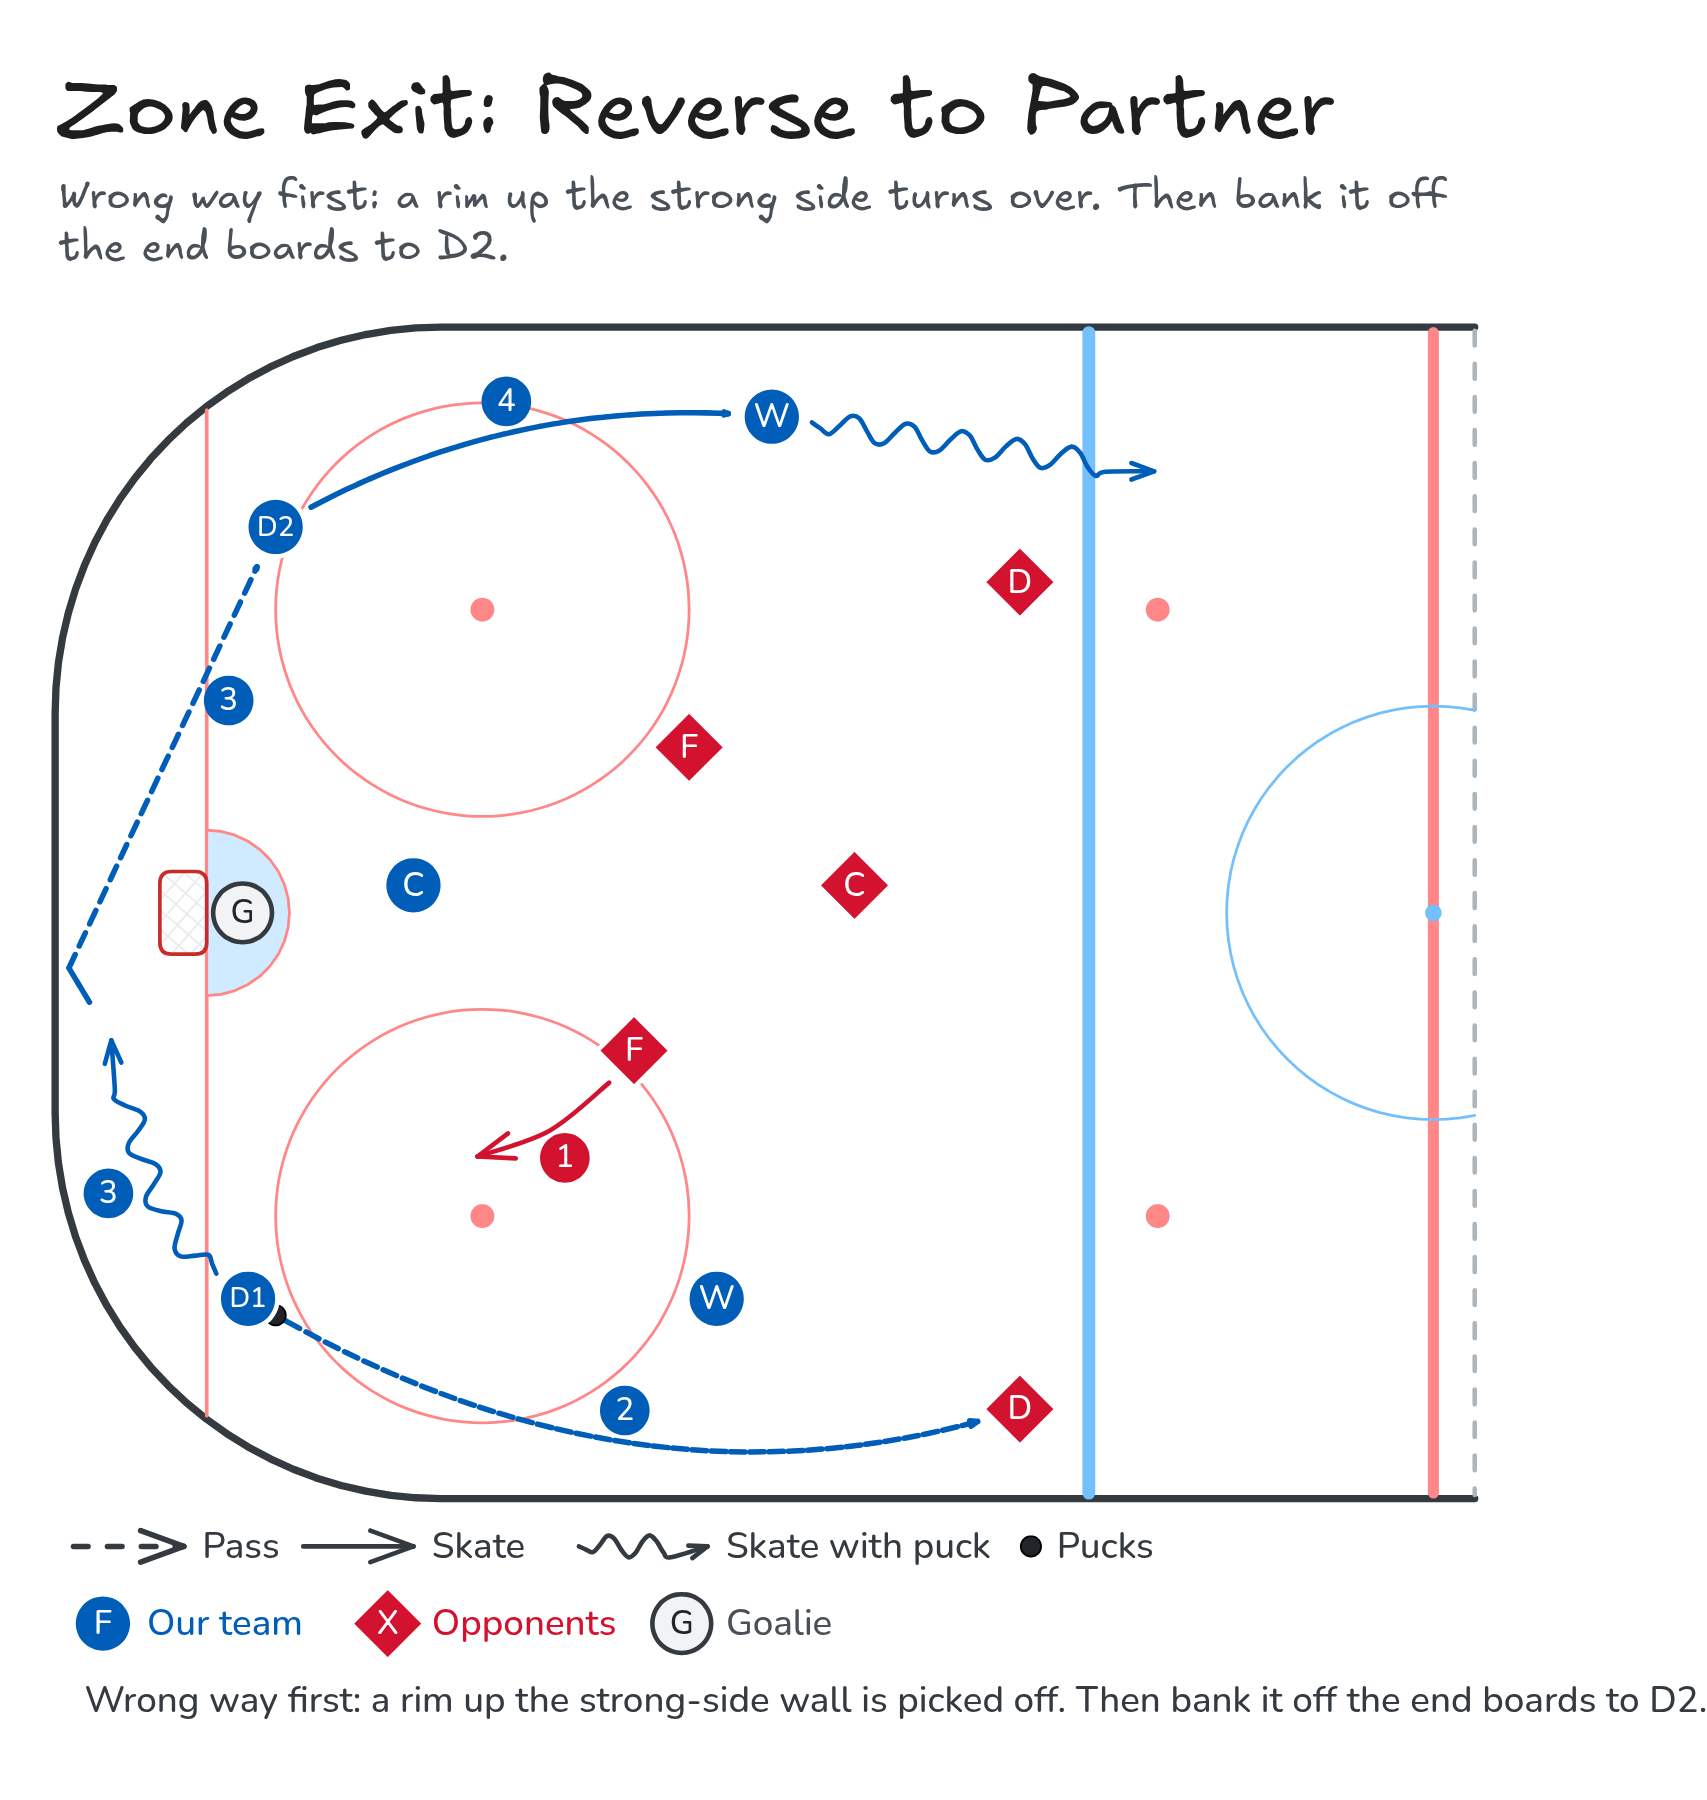 Zone Exit: Reverse to Partner
Wrong way first: a rim up the strong side turns over. Then bank it off
the end boards to D2.
4
W
D2
D
3
F
C
G
C
F
1
3
D1
W
2
D
Pass
Skate
Skate with puck
Pucks
F
Our team
X
Opponents
G
Goalie
Wrong way first: a rim up the strong-side wall is picked off. Then bank it off the end boards to D2.